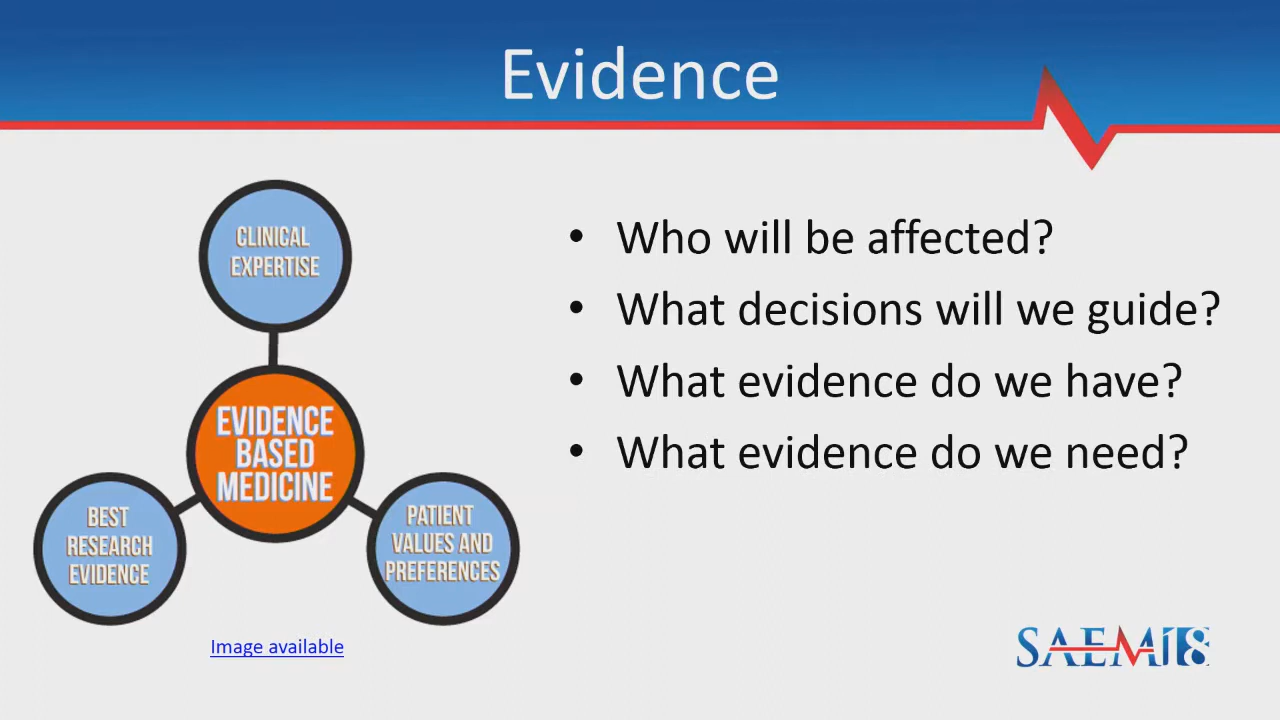 Evidence
CLINICAL
EXPERTISE
EVIDENCE
BASED
MEDICINE
BEST
RESEARCH
EVIDENCE
PATIENT
VALUES AND
PREFERENCES
Image available
• Who will be affected?
• What decisions will we guide?
• What evidence do we have?
• What evidence do we need?
SAEM18